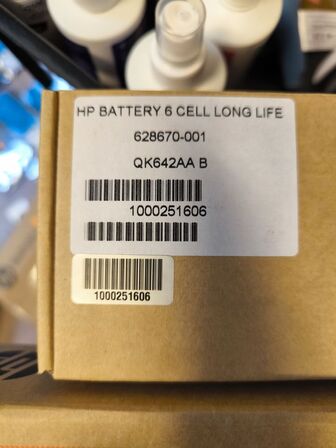 HP BATTERY 6 CELL LONG LIFE
628670-001
QK642AA B
1000251606
1000251606